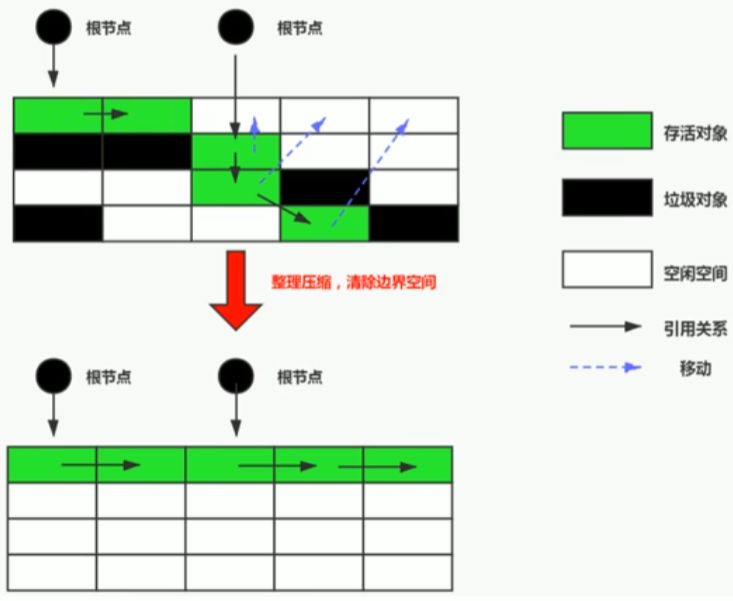 根节点
根节点
存活对象
垃圾对象
空闲空间
整理压缩，清除边界空间
引用关系
移动
根节点
根节点